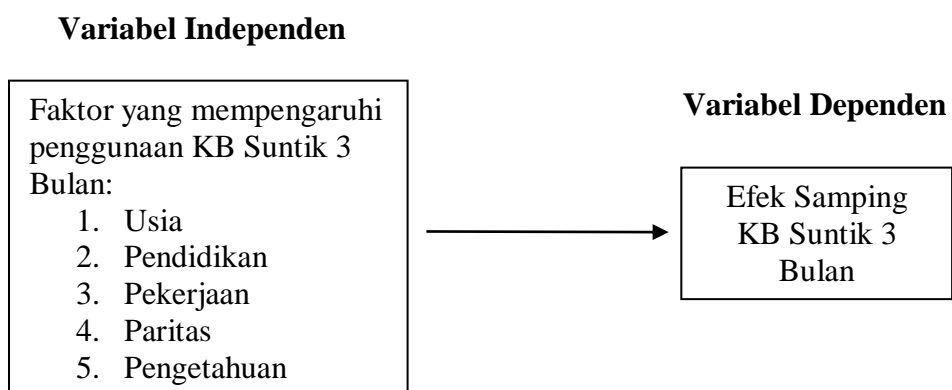 Variabel Independen
Faktor yang mempengaruhi
penggunaan KB Suntik 3
Bulan:
1. Usia
2. Pendidikan
3. Pekerjaan
4. Paritas
5. Pengetahuan
Variabel Dependen
Efek Samping
KB Suntik 3
Bulan